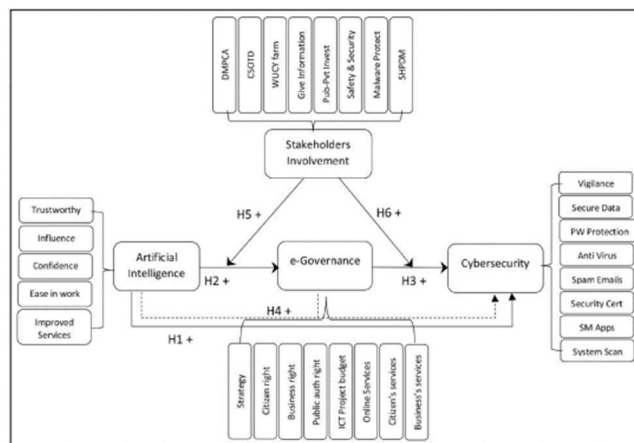 DMPCA
CSOTD
WUCY farm
Give Information
Pub-Pvt Invest
Safety & Security
Malware Protect
SHPDM
Stakeholders
Involvement
H5 +
H6 +
Trustworthy
Influence
Confidence
Ease in work
Improved
Services
Artificial
Intelligence
H2 +
e-Governance
H3 +
Cybersecurity
H4 +
H1 +
Vigilance
Secure Data
PW Protection
Anti Virus
Spam Emails
Security Cert
SM Apps
System Scan
Strategy
Citizen right
Business right
Public auth right
ICT Project budget
Online Services
Citizen's services
Business's services